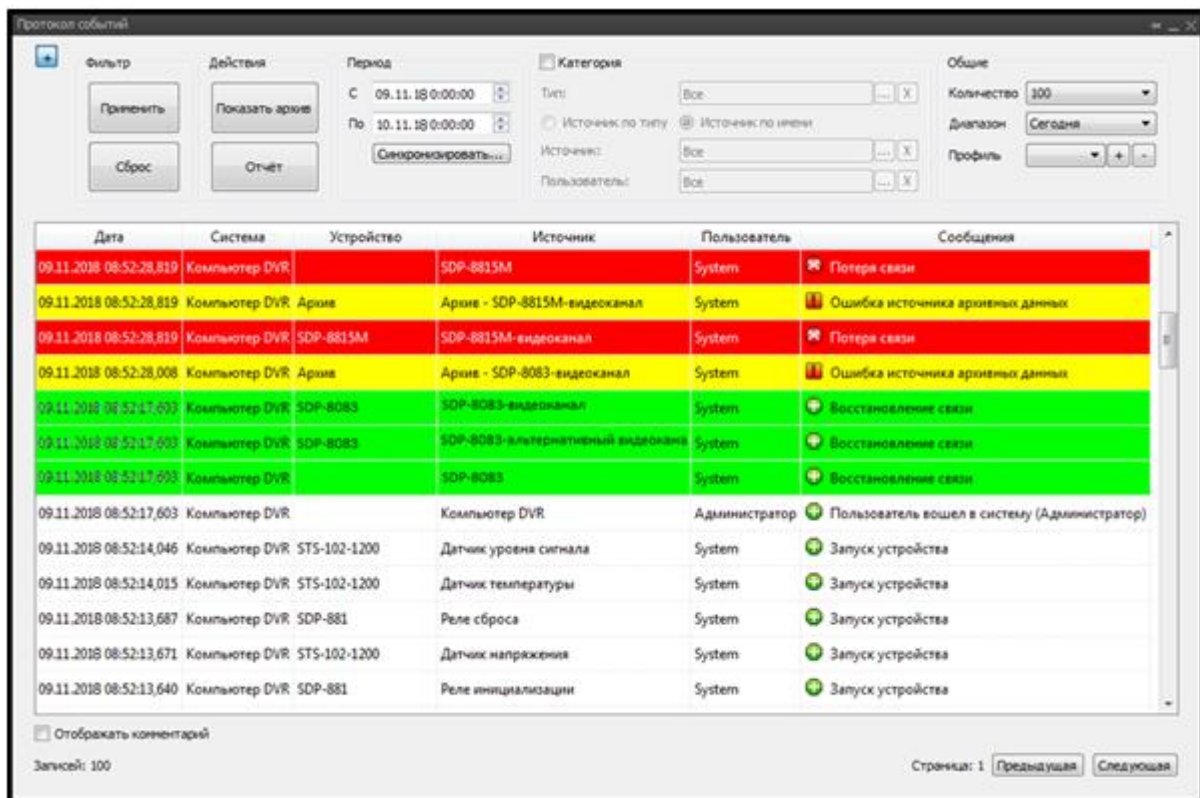 Протокол событий
Фильтр
Действия
Период
Категория
Общие
Применить
Показать архив
С 09.11.18 0:00:00
Тип: Все ... X
Количество 100
По 10.11.18 0:00:00
Источник по типу Источник по имени
Диапазон Сегодня
Сброс
Отчёт
Синхронизировать...
Источник: Все ... X
Профиль + -
Пользователь: Все ... X
Дата Система Устройство Источник Пользователь Сообщения
09.11.2018 08:52:28,819 Компьютер DVR SDP-8815M System Потеря связи
09.11.2018 08:52:28,819 Компьютер DVR Архив Архив - SDP-8815M-видеоканал System Ошибка источника архивных данных
09.11.2018 08:52:28,819 Компьютер DVR SDP-8815M SDP-8815M-видеоканал System Потеря связи
09.11.2018 08:52:28,008 Компьютер DVR Архив Архив - SDP-8083-видеоканал System Ошибка источника архивных данных
09.11.2018 08:52:17,603 Компьютер DVR SDP-8083 SDP-8083-видеоканал System Восстановление связи
09.11.2018 08:52:17,603 Компьютер DVR SDP-8083 SDP-8083-альтернативный видеокана System Восстановление связи
09.11.2018 08:52:17,603 Компьютер DVR SDP-8083 System Восстановление связи
09.11.2018 08:52:17,603 Компьютер DVR Компьютер DVR Администратор Пользователь вошел в систему (Администратор)
09.11.2018 08:52:14,046 Компьютер DVR STS-102-1200 Датчик уровня сигнала System Запуск устройства
09.11.2018 08:52:14,015 Компьютер DVR STS-102-1200 Датчик температуры System Запуск устройства
09.11.2018 08:52:13,687 Компьютер DVR SDP-881 Реле сброса System Запуск устройства
09.11.2018 08:52:13,671 Компьютер DVR STS-102-1200 Датчик напряжения System Запуск устройства
09.11.2018 08:52:13,640 Компьютер DVR SDP-881 Реле инициализации System Запуск устройства
Отображать комментарий
Записей: 100
Страница: 1 Предыдущая Следующая